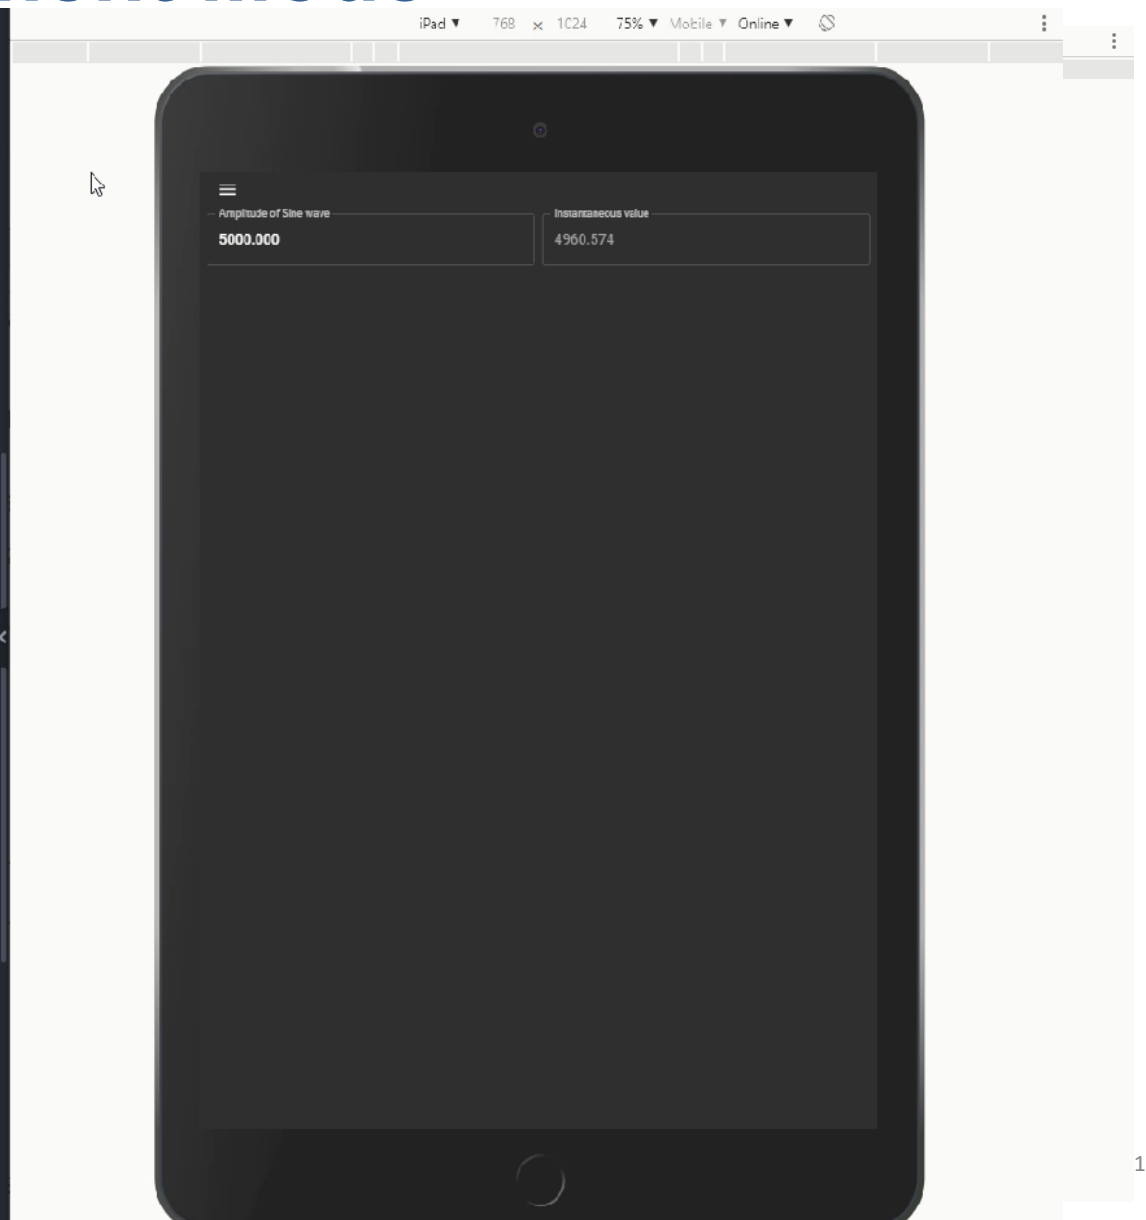 iPad ▼ 768 × 1024 75% ▼ Mobile ▼ Online ▼
Amplitude of Sine wave
5000.000
Instantaneous value
4960.574
1